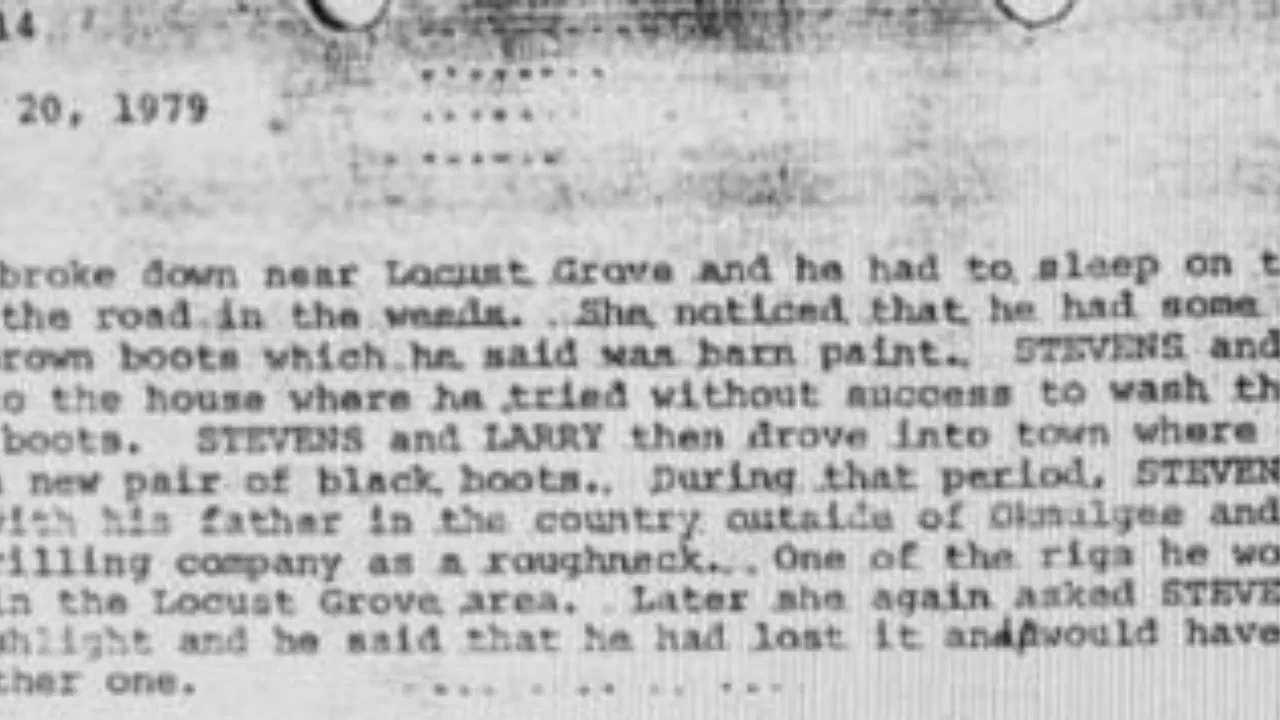 14
20, 1979
broke down near Locust Grove and he had to sleep on t
the road in the weeds. She noticed that he had some
rown boots which he said was barn paint. STEVENS and
o the house where he tried without success to wash th
boots. STEVENS and LARRY then drove into town where
new pair of black boots. During that period, STEVEN
ith his father in the country outside of Okmulgee and
rilling company as a roughneck. One of the rigs he wo
in the Locust Grove area. Later she again asked STEVE
shlight and he said that he had lost it and would have
ther one.